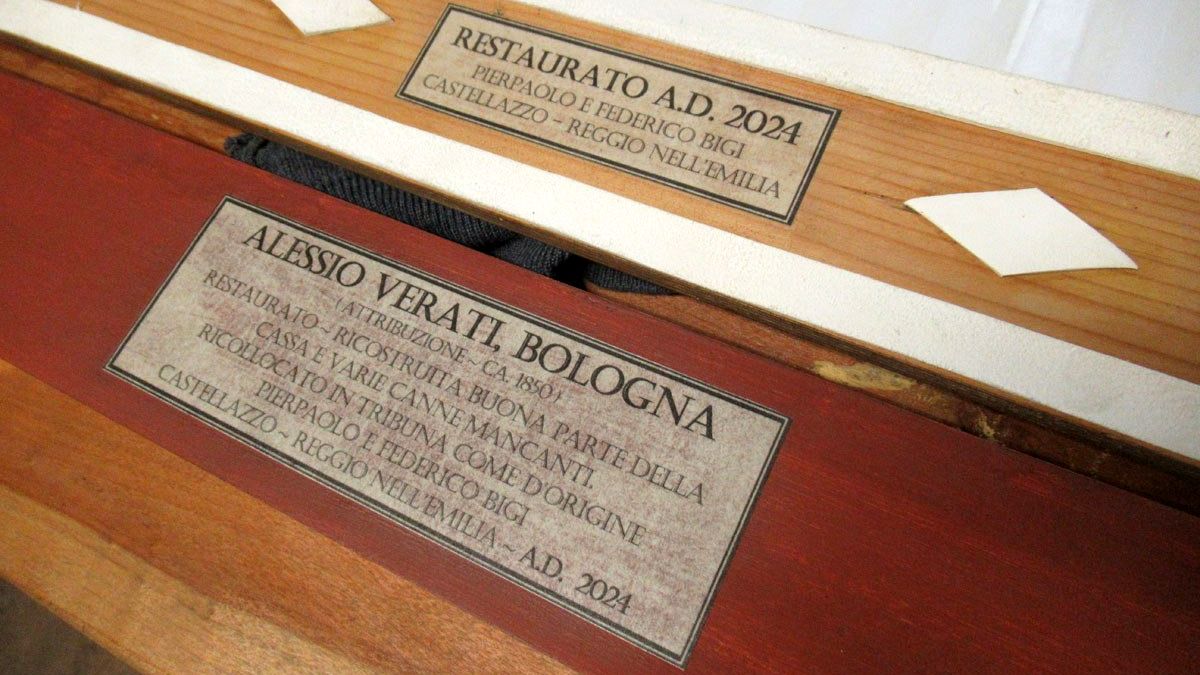 RESTAURATO A.D. 2024
PIERPAOLO E FEDERICO BIGI
CASTELLAZZO ~ REGGIO NELL'EMILIA
ALESSIO VERATI, BOLOGNA
(ATTRIBUZIONE ~ CA. 1850)
RESTAURATO ~ RICOSTRUITA BUONA PARTE DELLA
CASSA E VARIE CANNE MANCANTI.
RICOLLOCATO IN TRIBUNA COME D'ORIGINE
PIERPAOLO E FEDERICO BIGI
CASTELLAZZO ~ REGGIO NELL'EMILIA ~ A.D. 2024